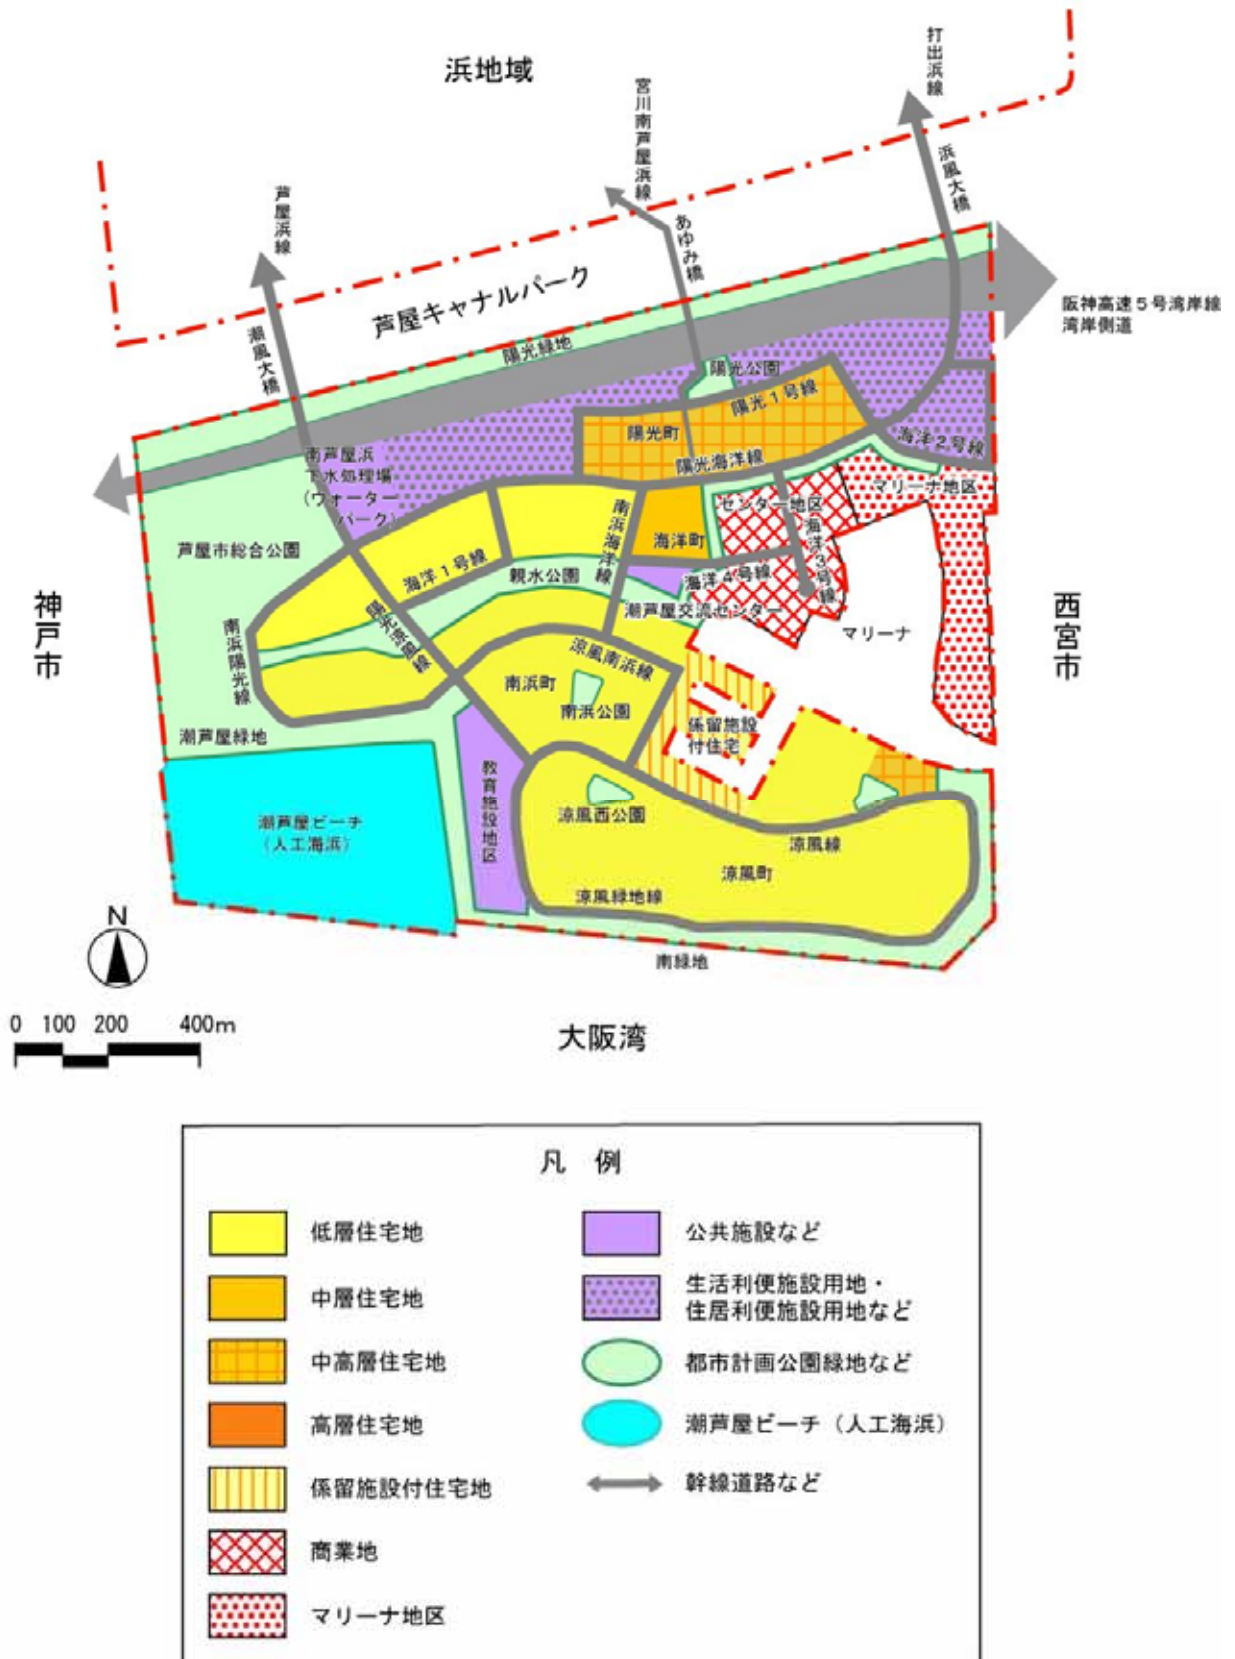 打出浜線
浜地域
宮川南芦屋浜線
浜風大橋
芦屋浜線
あゆみ橋
芦屋キャナルパーク
阪神高速5号湾岸線
湾岸側道
潮風大橋
陽光緑地
陽光公園
陽光1号線
陽光町
海洋2号線
南芦屋浜
下水処理場
(ウォーター
パーク)
陽光海洋線
マリーナ地区
センター地区
南浜海洋線
海洋町
海洋3号線
芦屋市総合公園
海洋1号線
親水公園
海洋4号線
潮芦屋交流センター
マリーナ
神戸市
西宮市
南浜陽光線
陽光涼風線
涼風南浜線
南浜町
南浜公園
係留施設
付住宅
潮芦屋緑地
教育施設地区
潮芦屋ビーチ
(人工海浜)
涼風西公園
涼風線
涼風町
涼風緑地線
南緑地
N
0 100 200 400m
大阪湾
凡 例
低層住宅地
中層住宅地
中高層住宅地
高層住宅地
係留施設付住宅地
商業地
マリーナ地区
公共施設など
生活利便施設用地・
住居利便施設用地など
都市計画公園緑地など
潮芦屋ビーチ(人工海浜)
幹線道路など